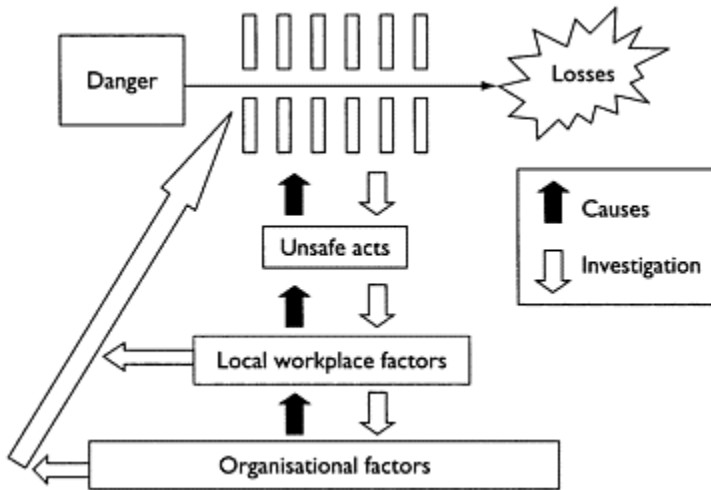 Danger
Losses
Causes
Unsafe acts
Investigation
Local workplace factors
Organisational factors